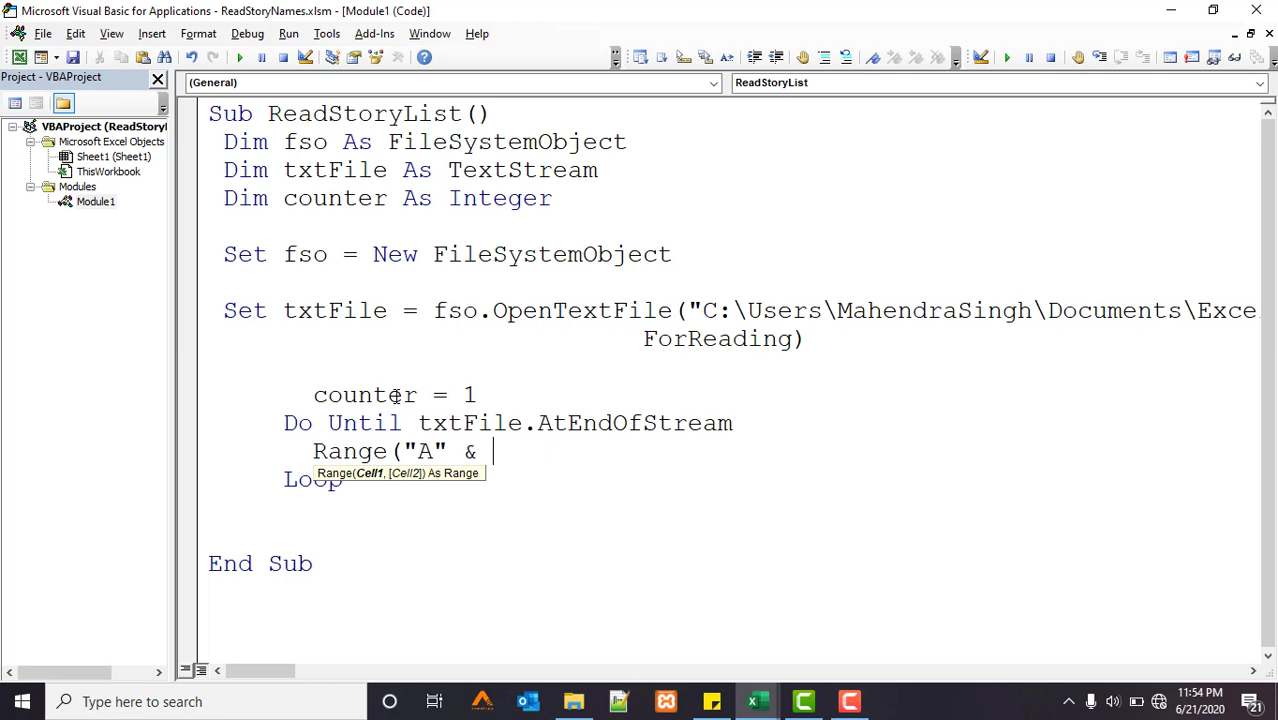 Microsoft Visual Basic for Applications - ReadStoryNames.xlsm - [Module1 (Code)]
File Edit View Insert Format Debug Run Tools Add-Ins Window Help
Project - VBAProject
(General)
ReadStoryList
VBAProject (ReadStoryl
Microsoft Excel Objects
Sheet1 (Sheet1)
ThisWorkbook
Modules
Module1
Sub ReadStoryList()
Dim fso As FileSystemObject
Dim txtFile As TextStream
Dim counter As Integer
Set fso = New FileSystemObject
Set txtFile = fso.OpenTextFile("C:\Users\MahendraSingh\Documents\Exce
ForReading)
counter = 1
Do Until txtFile.AtEndOfStream
Range("A" &
Range(Cell1, [Cell2]) As Range
Loop
End Sub
Type here to search
11:54 PM
6/21/2020
21